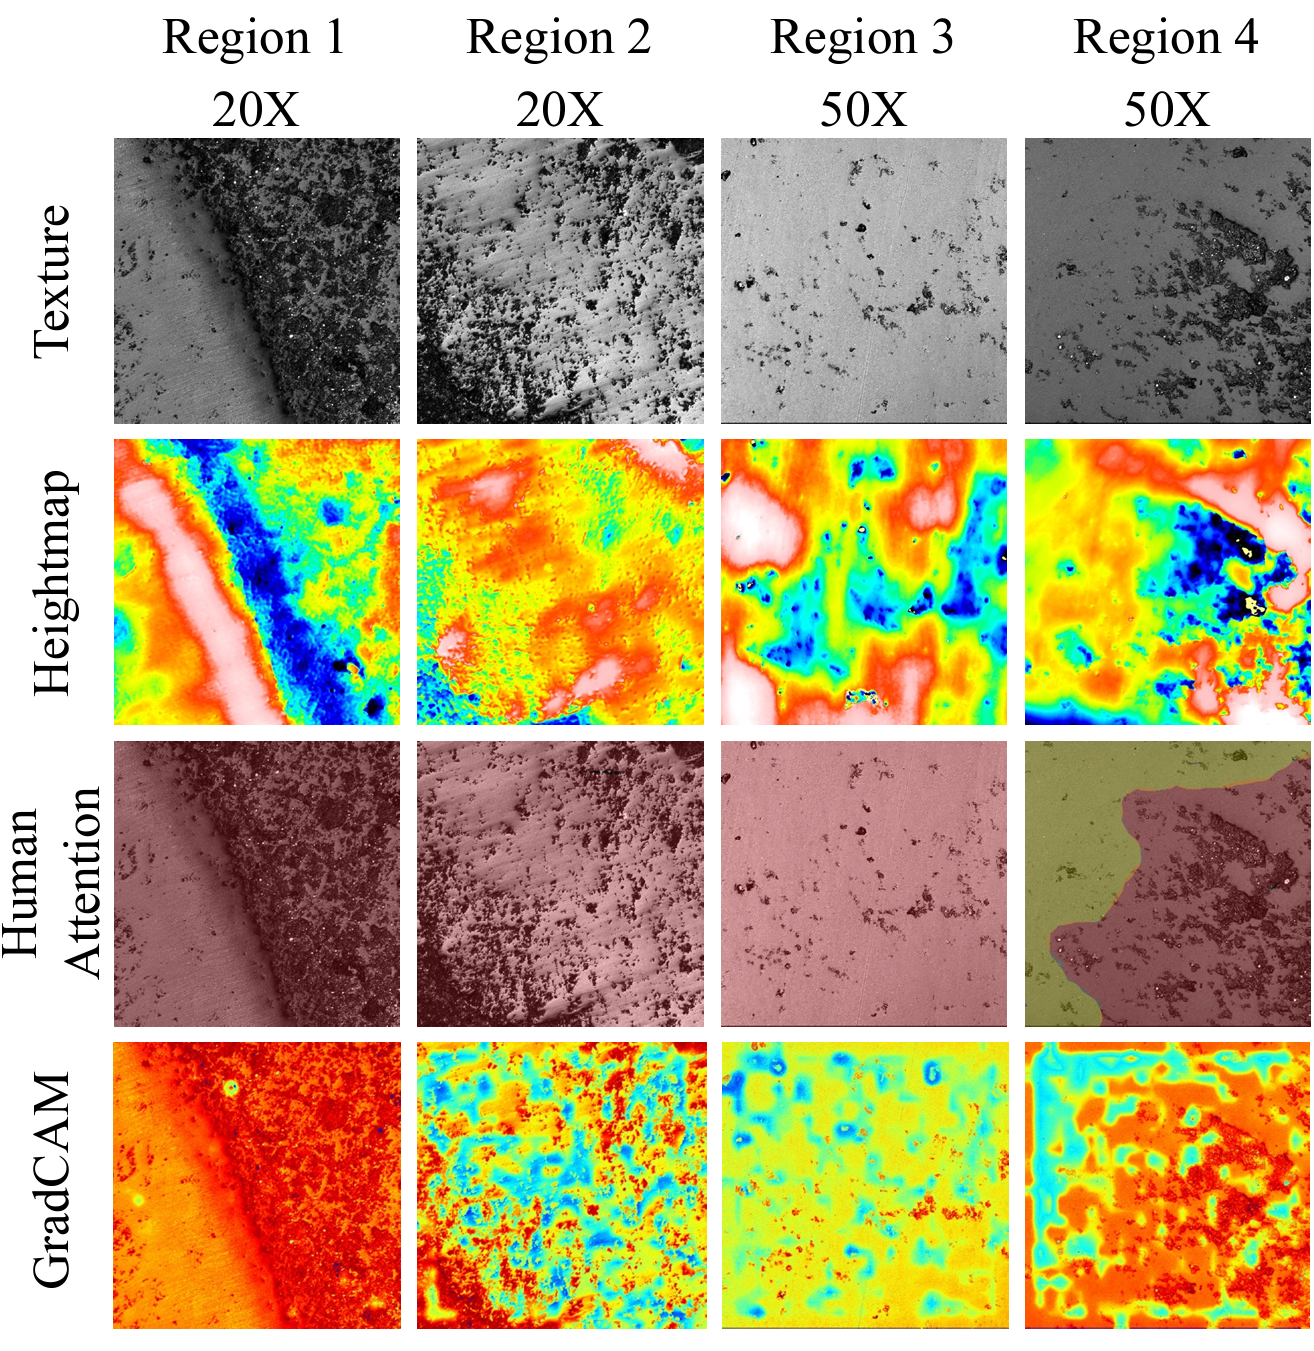 Region 1
Region 2
Region 3
Region 4
20X
20X
50X
50X
Texture
Heightmap
Human
Attention
GradCAM